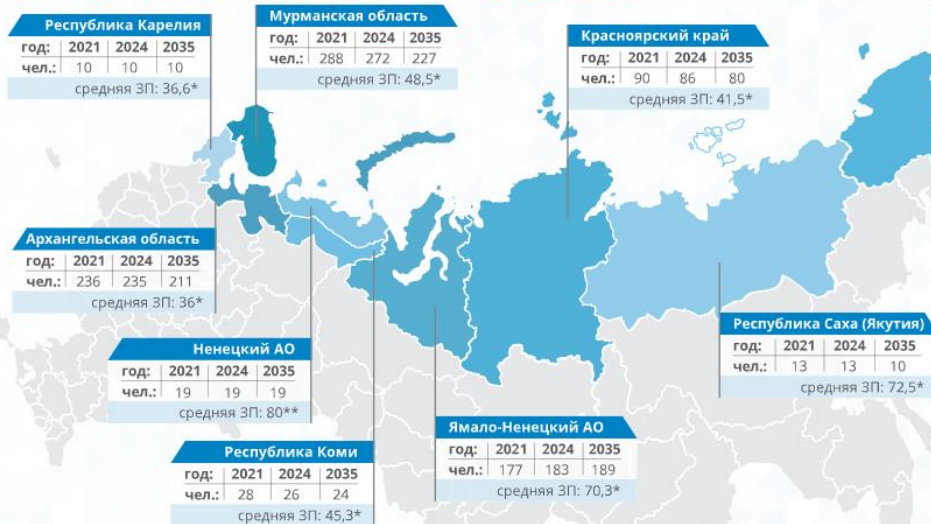 Республика Карелия
год: 2021 2024 2035
чел.: 10 10 10
средняя ЗП: 36,6*
Мурманская область
год: 2021 2024 2035
чел.: 288 272 227
средняя ЗП: 48,5*
Красноярский край
год: 2021 2024 2035
чел.: 90 86 80
средняя ЗП: 41,5*
Архангельская область
год: 2021 2024 2035
чел.: 236 235 211
средняя ЗП: 36*
Ненецкий АО
год: 2021 2024 2035
чел.: 19 19 19
средняя ЗП: 80**
Республика Коми
год: 2021 2024 2035
чел.: 28 26 24
средняя ЗП: 45,3*
Ямало-Ненецкий АО
год: 2021 2024 2035
чел.: 177 183 189
средняя ЗП: 70,3*
Республика Саха (Якутия)
год: 2021 2024 2035
чел.: 13 13 10
средняя ЗП: 72,5*